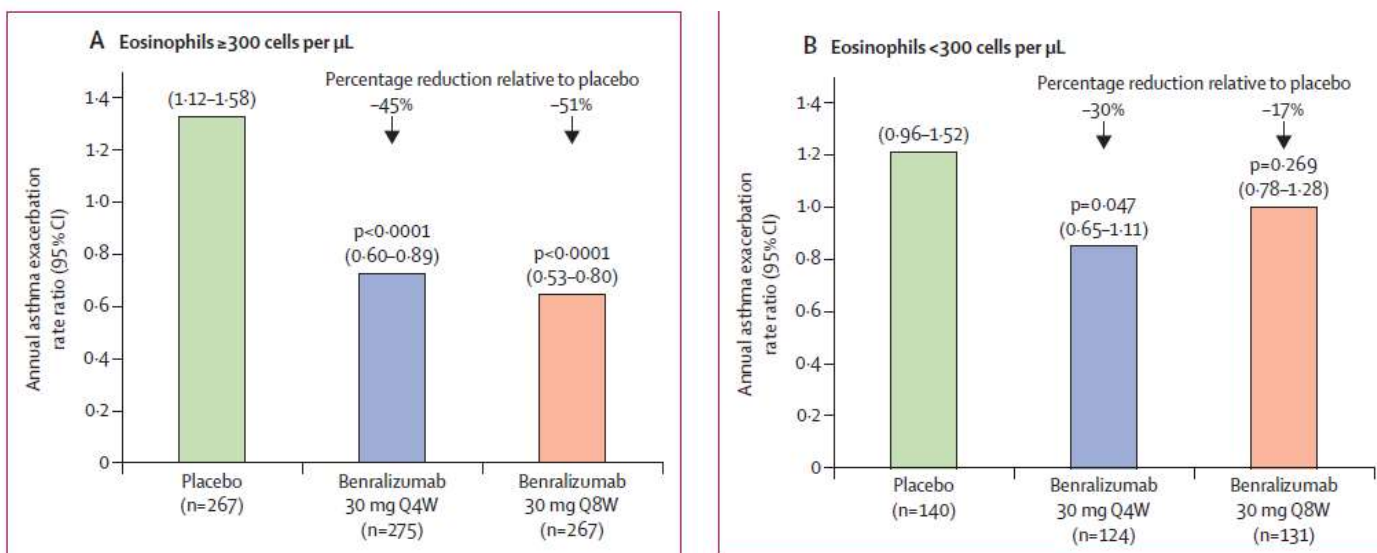 A Eosinophils ≥300 cells per µL
Percentage reduction relative to placebo
–45%
–51%
Annual asthma exacerbation
rate ratio (95% CI)
1·4
1·2
1·0
0·8
0·6
0·4
0·2
0
(1·12–1·58)
p<0·0001
(0·60–0·89)
p<0·0001
(0·53–0·80)
Placebo
(n=267)
Benralizumab
30 mg Q4W
(n=275)
Benralizumab
30 mg Q8W
(n=267)
B Eosinophils <300 cells per µL
Percentage reduction relative to placebo
–30%
–17%
Annual asthma exacerbation
rate ratio (95% CI)
1·4
1·2
1·0
0·8
0·6
0·4
0·2
0
(0·96–1·52)
p=0·047
(0·65–1·11)
p=0·269
(0·78–1·28)
Placebo
(n=140)
Benralizumab
30 mg Q4W
(n=124)
Benralizumab
30 mg Q8W
(n=131)